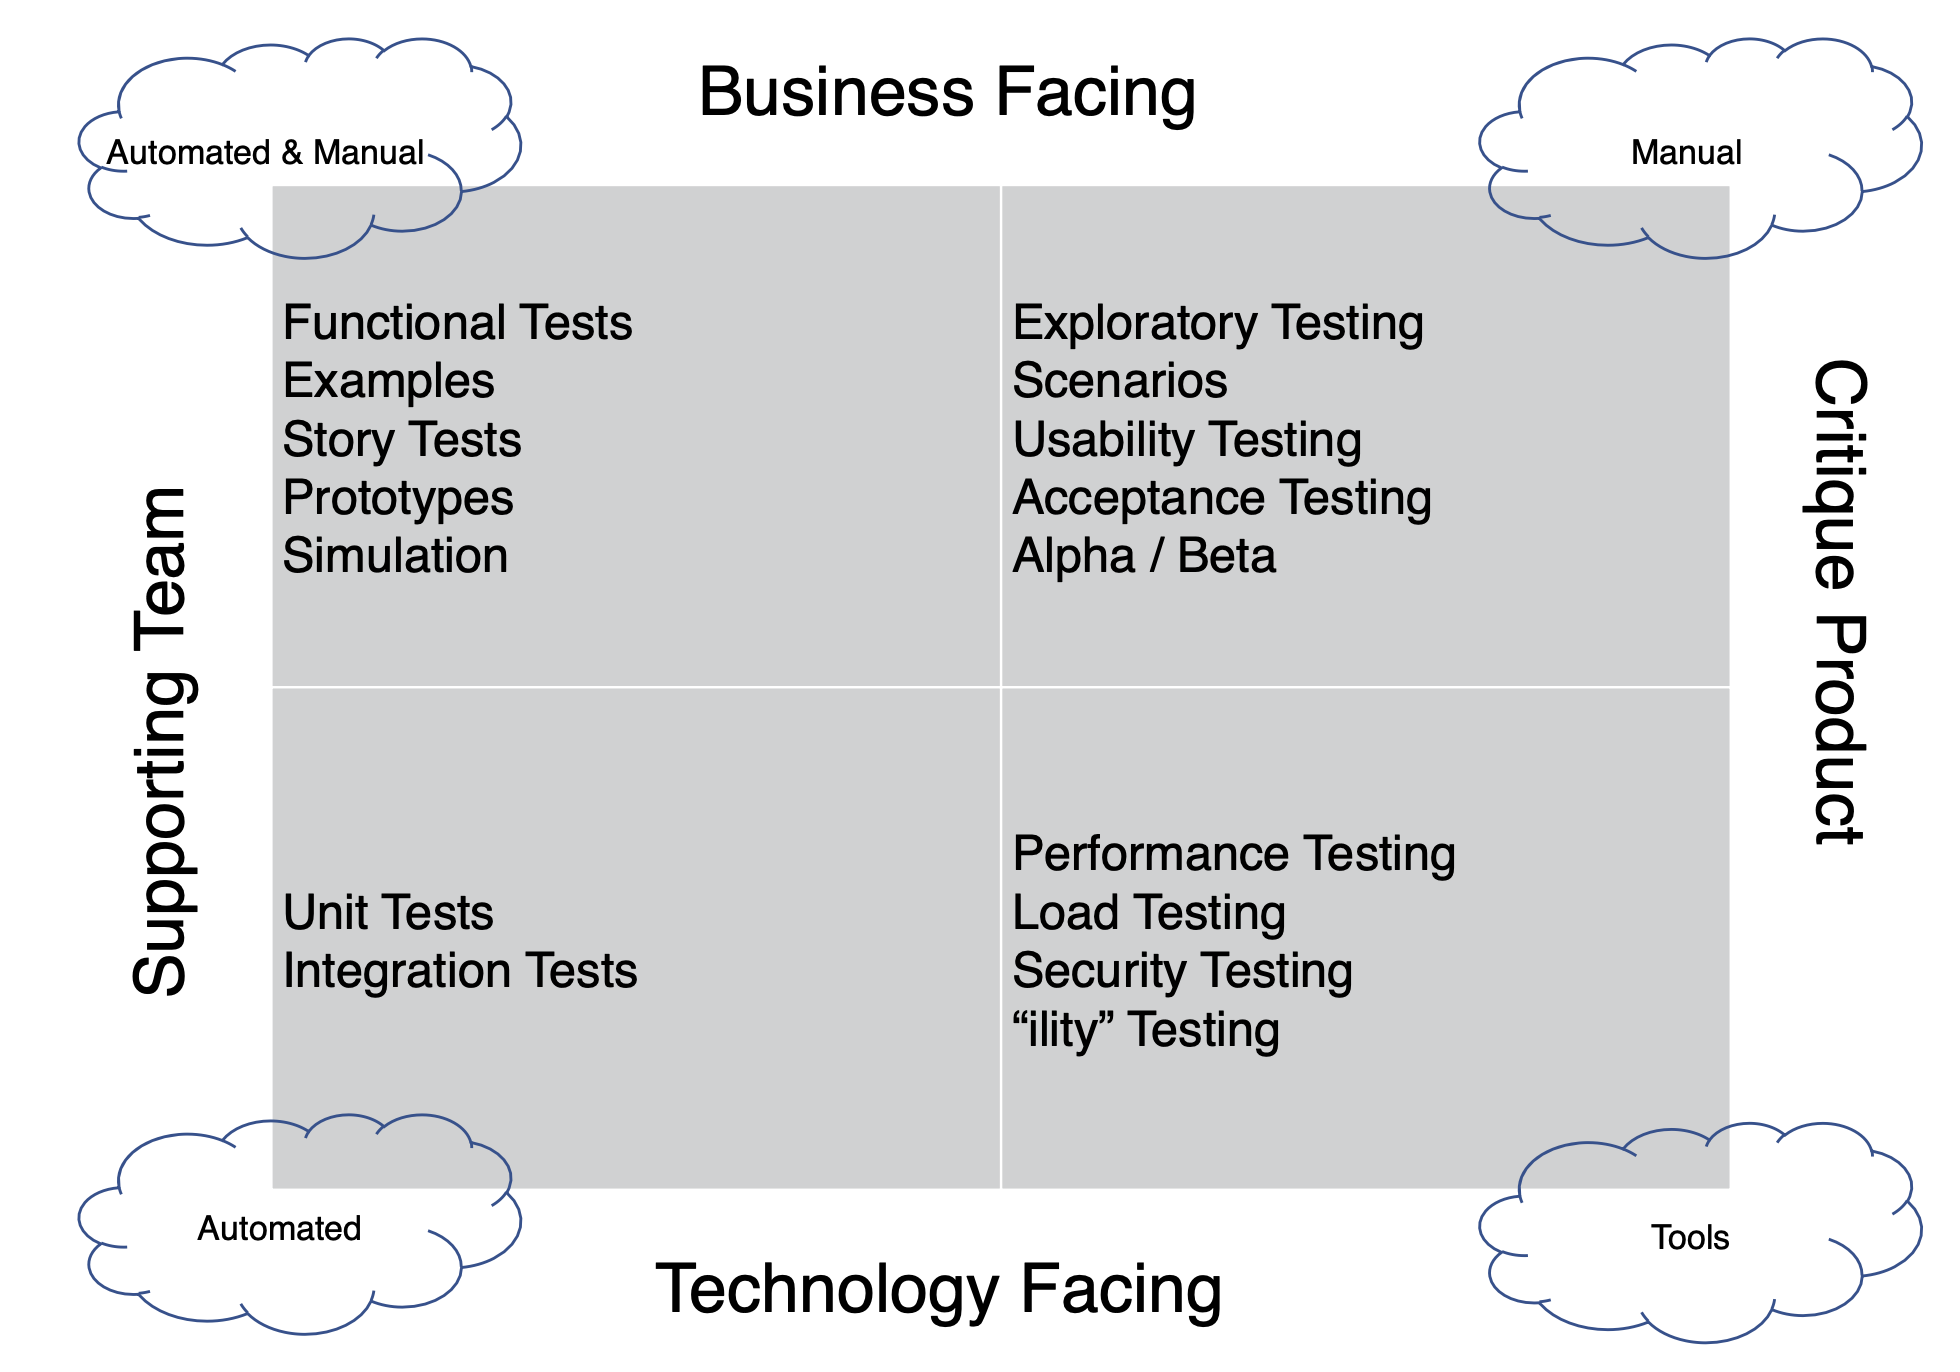 Business Facing
Automated & Manual
Manual
Functional Tests
Examples
Story Tests
Prototypes
Simulation
Exploratory Testing
Scenarios
Usability Testing
Acceptance Testing
Alpha / Beta
Supporting Team
Critique Product
Unit Tests
Integration Tests
Performance Testing
Load Testing
Security Testing
“ility” Testing
Automated
Tools
Technology Facing